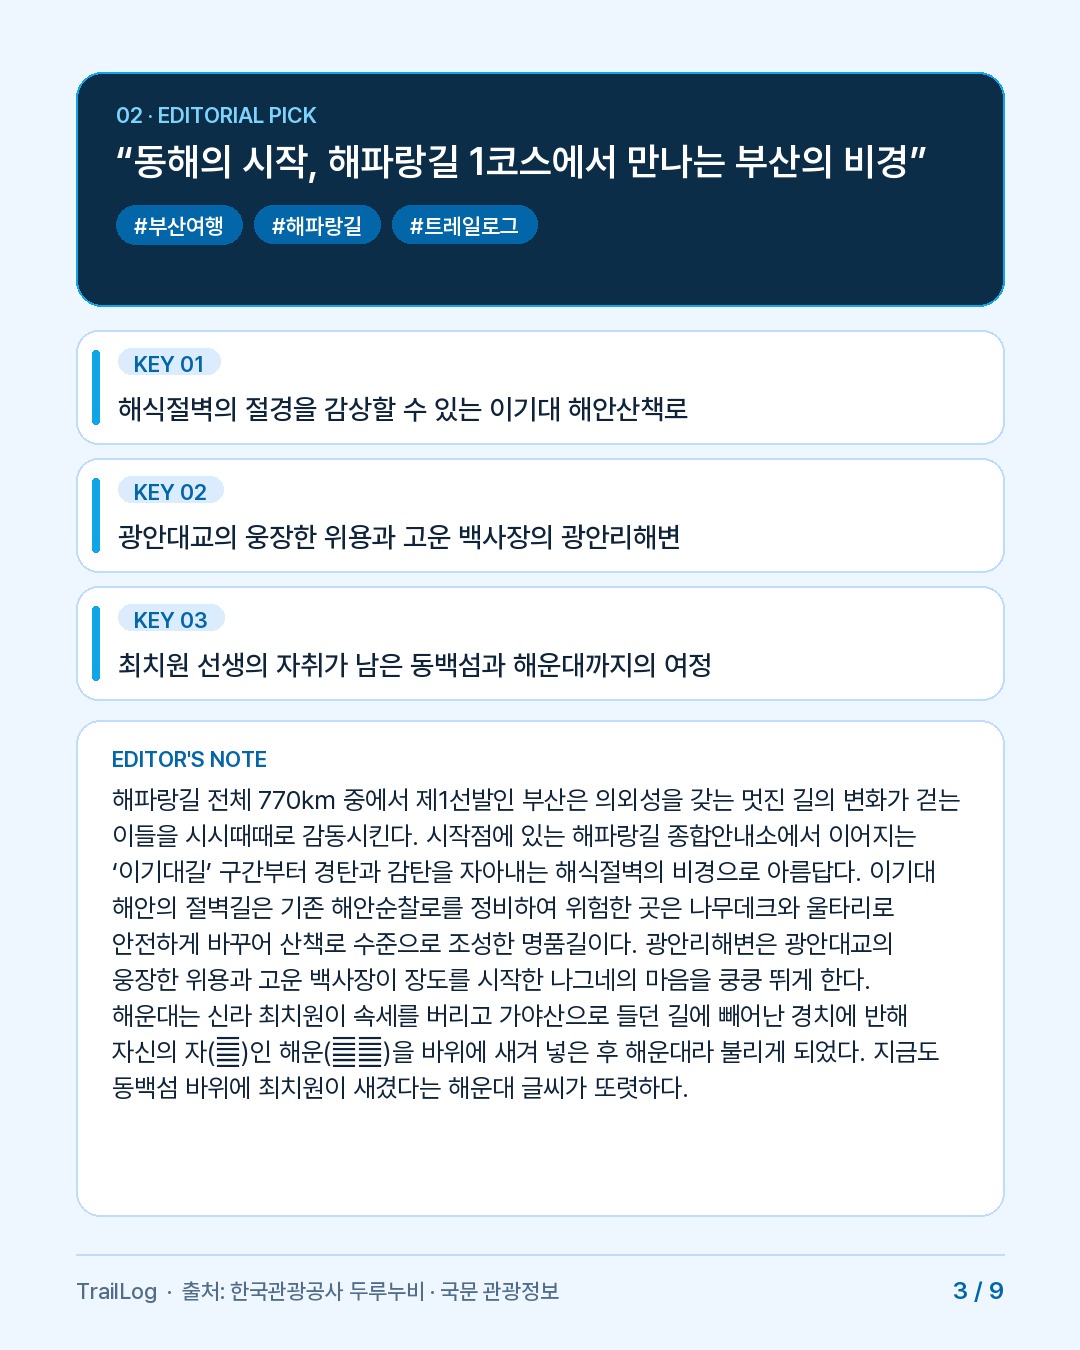 02 · EDITORIAL PICK
“동해의 시작, 해파랑길 1코스에서 만나는 부산의 비경”
#부산여행 #해파랑길 #트레일로그
KEY 01
해식절벽의 절경을 감상할 수 있는 이기대 해안산책로
KEY 02
광안대교의 웅장한 위용과 고운 백사장의 광안리해변
KEY 03
최치원 선생의 자취가 남은 동백섬과 해운대까지의 여정
EDITOR'S NOTE
해파랑길 전체 770km 중에서 제1선발인 부산은 의외성을 갖는 멋진 길의 변화가 걷는
이들을 시시때때로 감동시킨다. 시작점에 있는 해파랑길 종합안내소에서 이어지는
‘이기대길’ 구간부터 경탄과 감탄을 자아내는 해식절벽의 비경으로 아름답다. 이기대
해안의 절벽길은 기존 해안순찰로를 정비하여 위험한 곳은 나무데크와 울타리로
안전하게 바꾸어 산책로 수준으로 조성한 명품길이다. 광안리해변은 광안대교의
웅장한 위용과 고운 백사장이 장도를 시작한 나그네의 마음을 쿵쿵 뛰게 한다.
해운대는 신라 최치원이 속세를 버리고 가야산으로 들던 길에 빼어난 경치에 반해
자신의 자()인 해운()을 바위에 새겨 넣은 후 해운대라 불리게 되었다. 지금도
동백섬 바위에 최치원이 새겼다는 해운대 글씨가 또렷하다.
TrailLog · 출처: 한국관광공사 두루누비 · 국문 관광정보
3 / 9